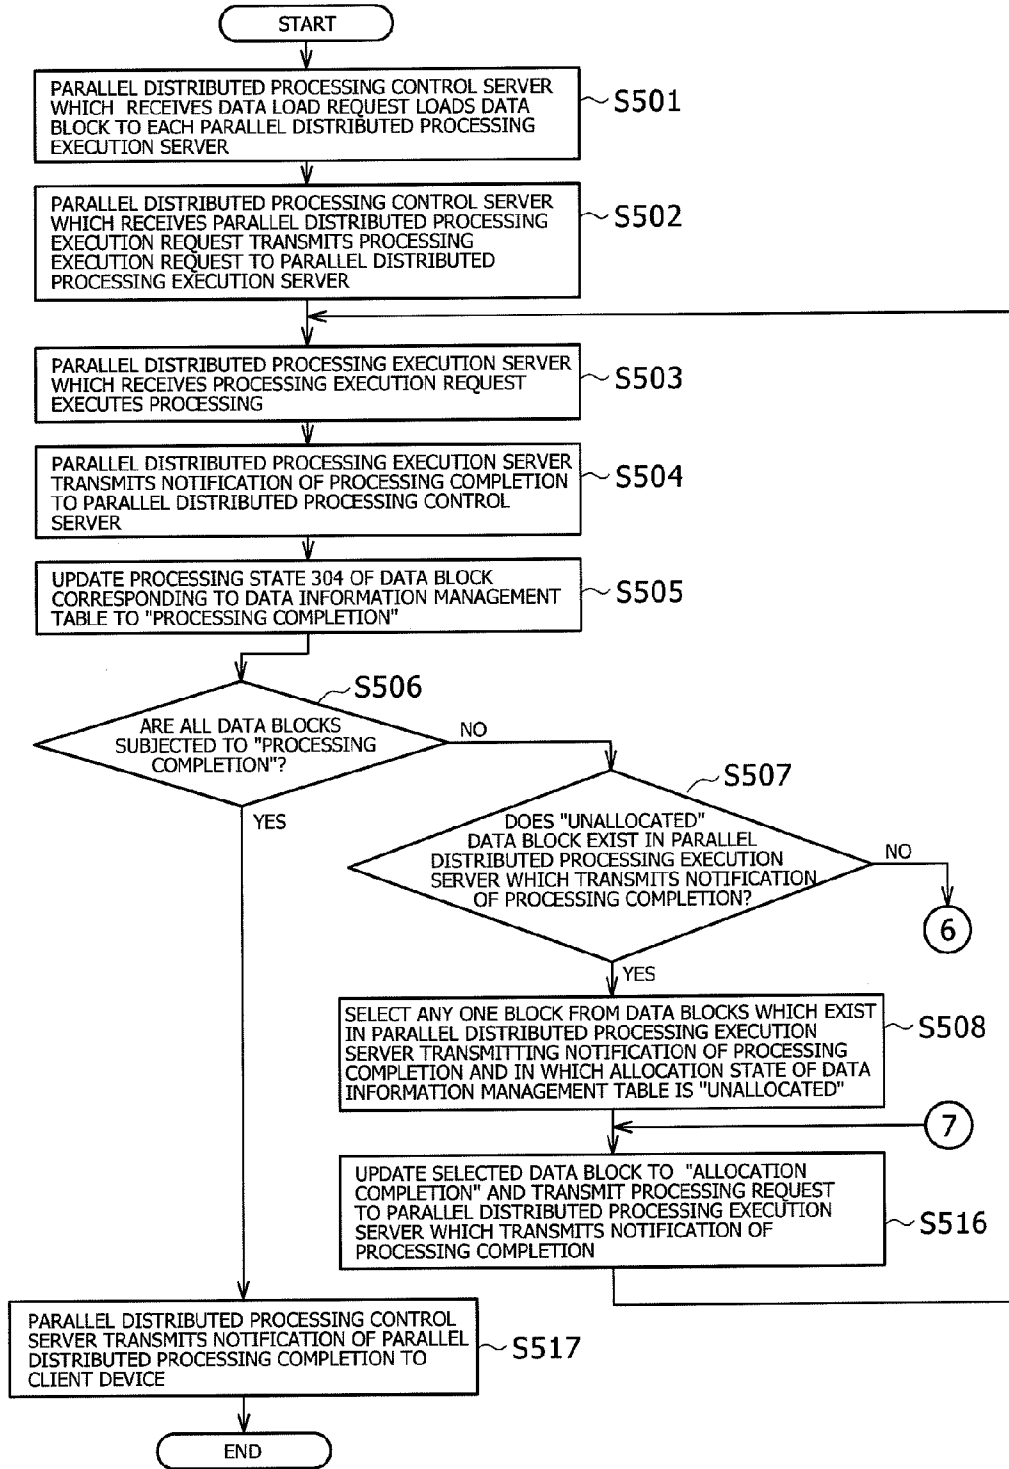 START
PARALLEL DISTRIBUTED PROCESSING CONTROL SERVER
WHICH RECEIVES DATA LOAD REQUEST LOADS DATA
BLOCK TO EACH PARALLEL DISTRIBUTED PROCESSING
EXECUTION SERVER
S501
PARALLEL DISTRIBUTED PROCESSING CONTROL SERVER
WHICH RECEIVES PARALLEL DISTRIBUTED PROCESSING
EXECUTION REQUEST TRANSMITS PROCESSING
EXECUTION REQUEST TO PARALLEL DISTRIBUTED
PROCESSING EXECUTION SERVER
S502
PARALLEL DISTRIBUTED PROCESSING EXECUTION SERVER
WHICH RECEIVES PROCESSING EXECUTION REQUEST
EXECUTES PROCESSING
S503
PARALLEL DISTRIBUTED PROCESSING EXECUTION SERVER
TRANSMITS NOTIFICATION OF PROCESSING COMPLETION
TO PARALLEL DISTRIBUTED PROCESSING CONTROL
SERVER
S504
UPDATE PROCESSING STATE 304 OF DATA BLOCK
CORRESPONDING TO DATA INFORMATION MANAGEMENT
TABLE TO "PROCESSING COMPLETION"
S505
S506
ARE ALL DATA BLOCKS
SUBJECTED TO "PROCESSING
COMPLETION"?
NO
YES
S507
DOES "UNALLOCATED"
DATA BLOCK EXIST IN PARALLEL
DISTRIBUTED PROCESSING EXECUTION
SERVER WHICH TRANSMITS NOTIFICATION
OF PROCESSING COMPLETION?
NO
6
YES
SELECT ANY ONE BLOCK FROM DATA BLOCKS WHICH EXIST
IN PARALLEL DISTRIBUTED PROCESSING EXECUTION
SERVER TRANSMITTING NOTIFICATION OF PROCESSING
COMPLETION AND IN WHICH ALLOCATION STATE OF DATA
INFORMATION MANAGEMENT TABLE IS "UNALLOCATED"
S508
7
UPDATE SELECTED DATA BLOCK TO "ALLOCATION
COMPLETION" AND TRANSMIT PROCESSING REQUEST
TO PARALLEL DISTRIBUTED PROCESSING EXECUTION
SERVER WHICH TRANSMITS NOTIFICATION OF
PROCESSING COMPLETION
S516
PARALLEL DISTRIBUTED PROCESSING CONTROL
SERVER TRANSMITS NOTIFICATION OF PARALLEL
DISTRIBUTED PROCESSING COMPLETION TO
CLIENT DEVICE
S517
END